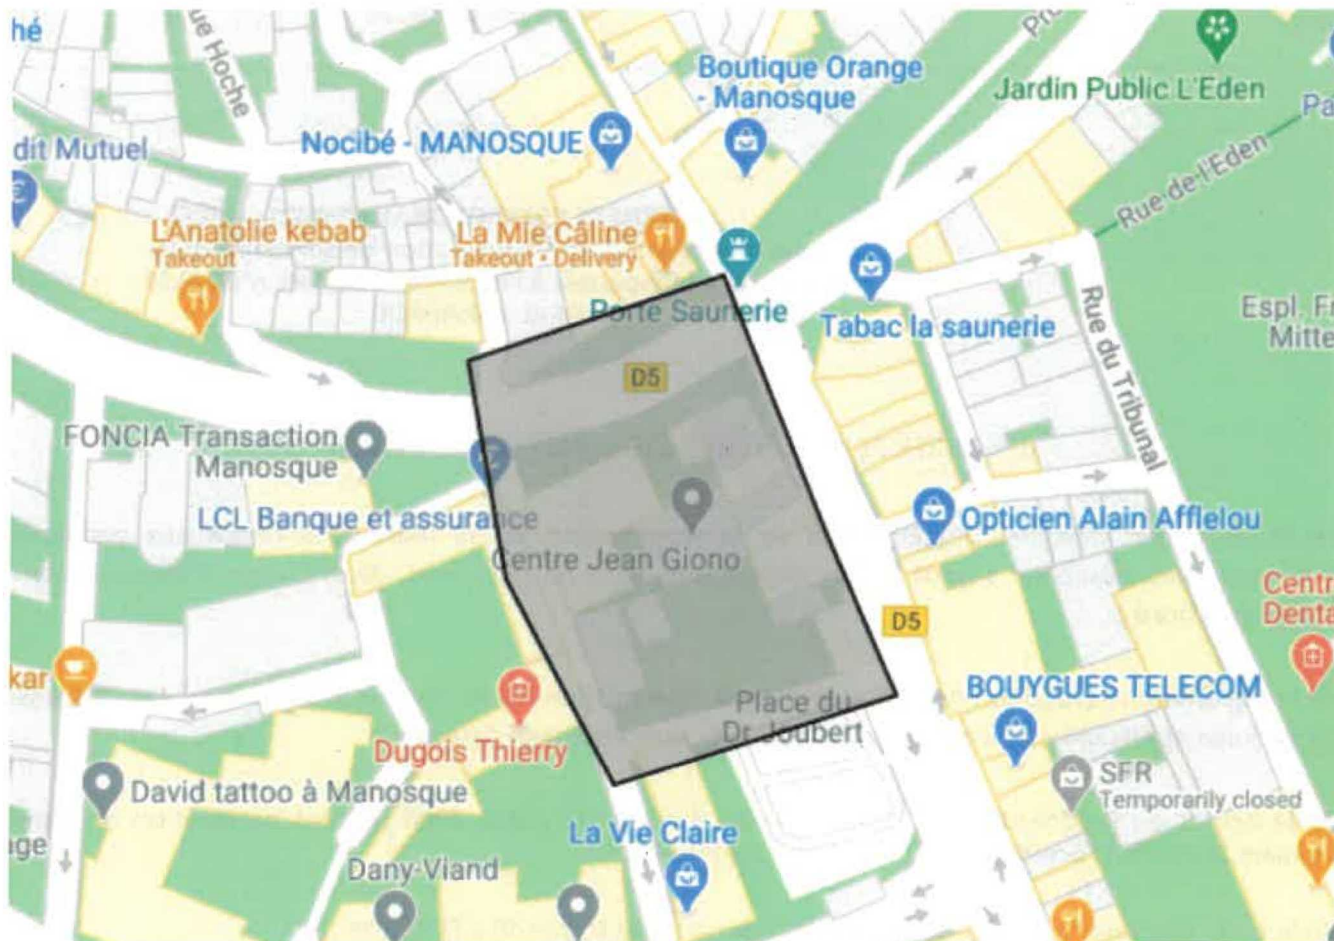 hé
ue Hoche
Pr
Boutique Orange
- Manosque
Jardin Public L'Eden
Pa
Nocibé - MANOSQUE
dit Mutuel
Rue de l'Eden
L'Anatolie kebab
Takeout
La Mie Câline
Takeout • Delivery
Porte Saunerie
Tabac la saunerie
Rue du Tribunal
Espl. F
Mitte
D5
FONCIA Transaction
Manosque
LCL Banque et assurance
Opticien Alain Afflelou
Centre Jean Giono
Centr
Denta
D5
kar
Place du
Dr Joubert
BOUYGUES TELECOM
Dugois Thierry
SFR
Temporarily closed
David tattoo à Manosque
age
La Vie Claire
Dany-Viand